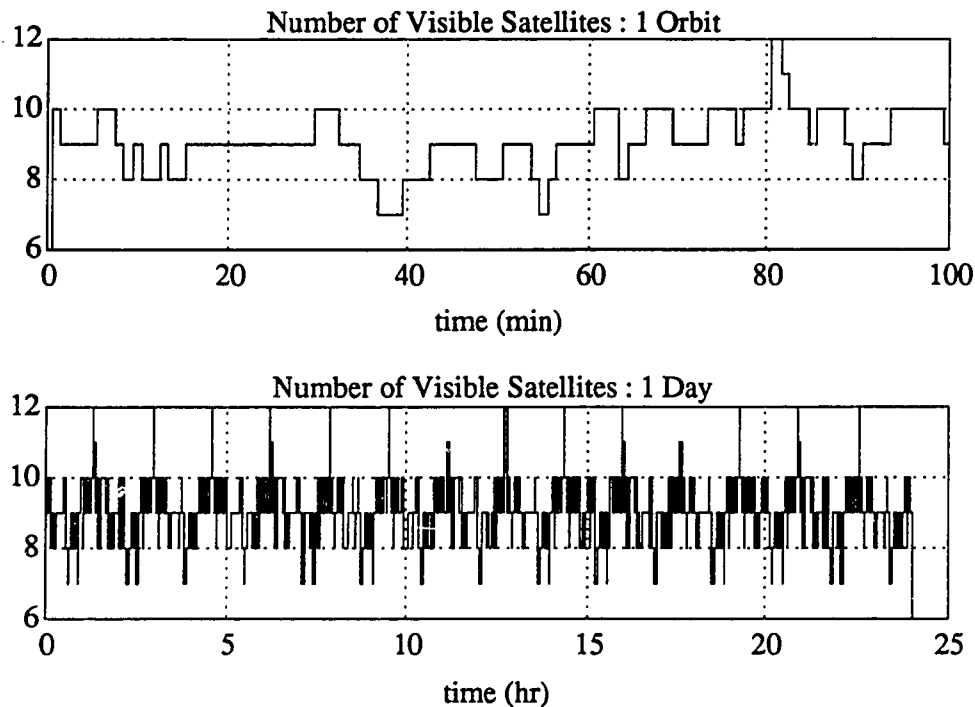 Number of Visible Satellites : 1 Orbit
12
10
8
6
0 20 40 60 80 100
time (min)
Number of Visible Satellites : 1 Day
12
10
8
6
0 5 10 15 20 25
time (hr)